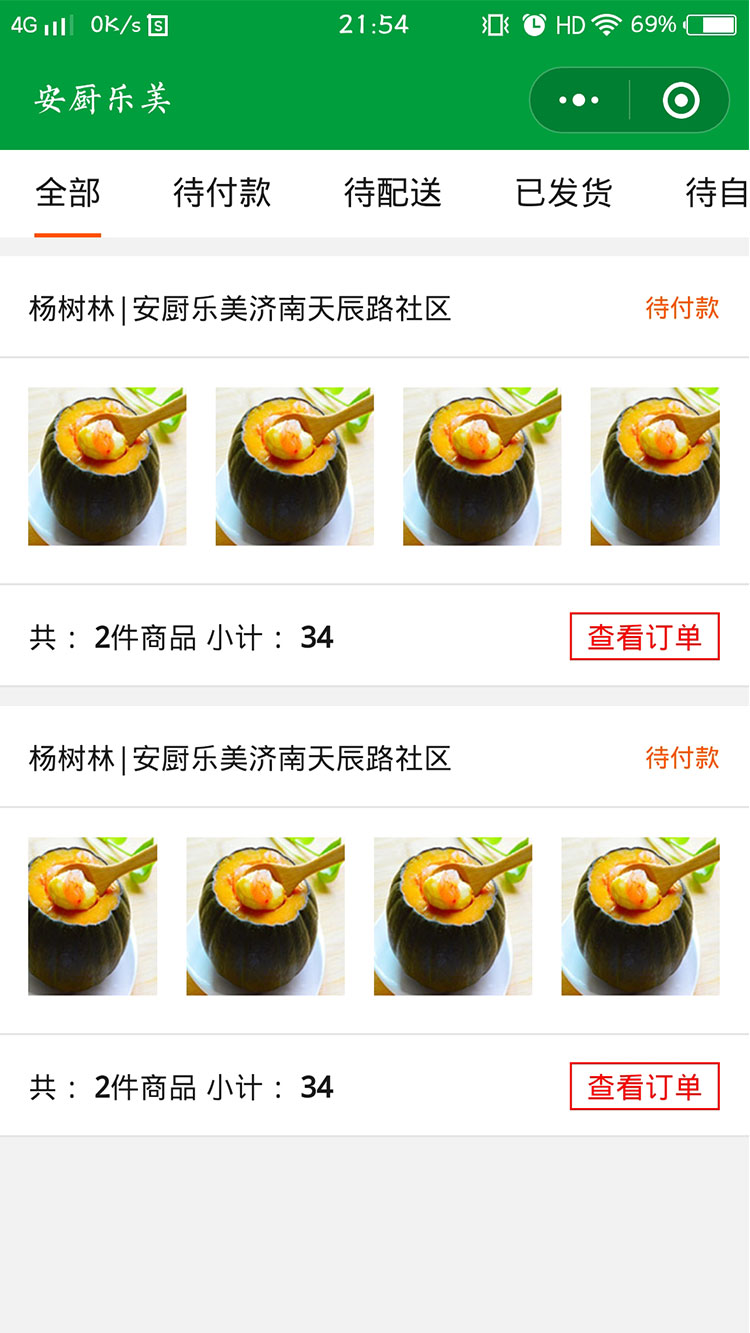 4G 0K/s 21:54 HD 69%
安厨乐美
全部 待付款 待配送 已发货 待自
杨树林|安厨乐美济南天辰路社区 待付款
共： 2件商品 小计： 34 查看订单
杨树林|安厨乐美济南天辰路社区 待付款
共： 2件商品 小计： 34 查看订单